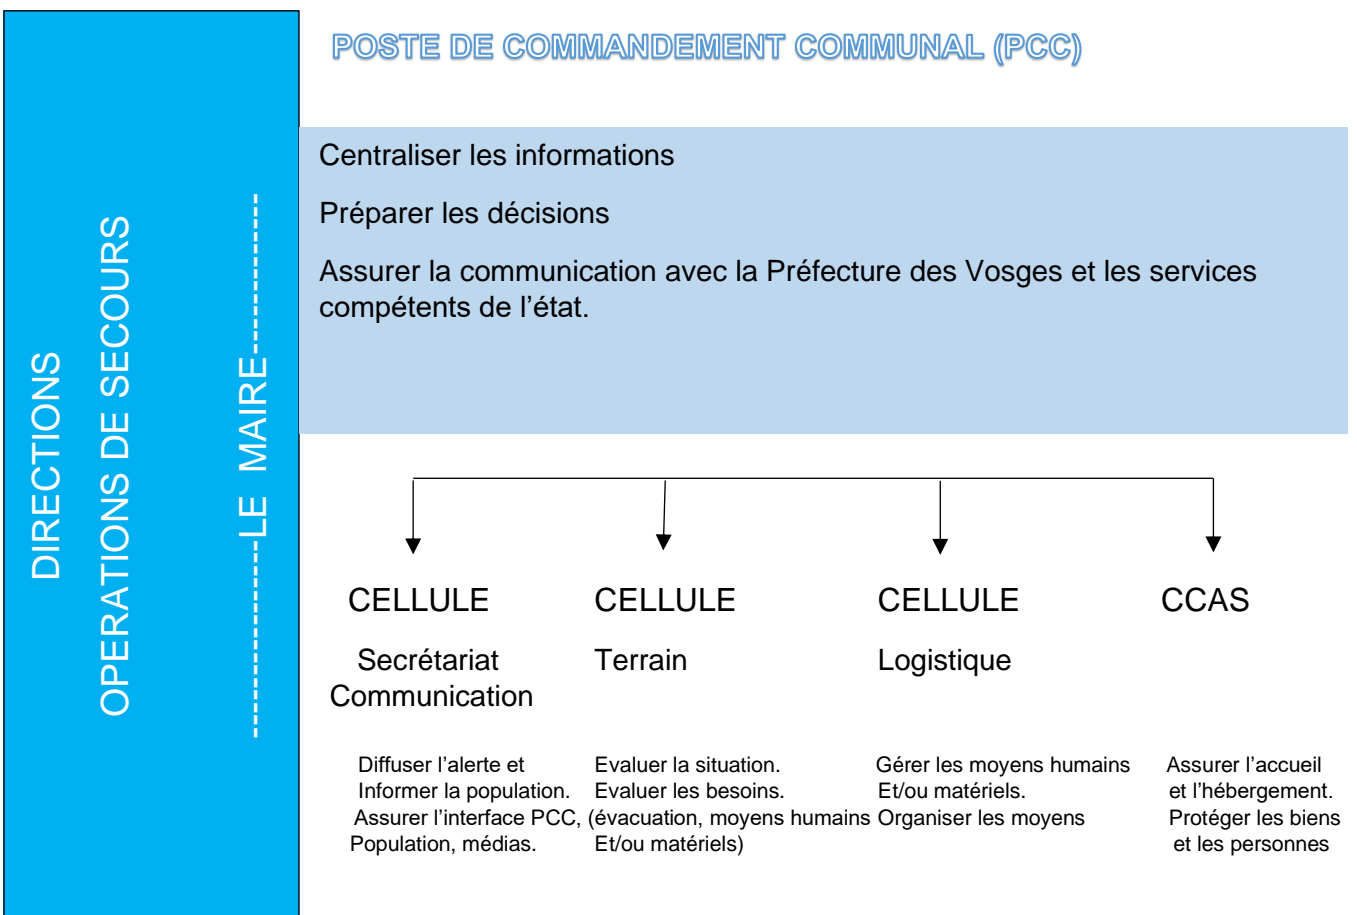 POSTE DE COMMANDEMENT COMMUNAL (PCC)
DIRECTIONS
OPERATIONS DE SECOURS
-------------LE  MAIRE-------------
Centraliser les informations
Préparer les décisions
Assurer la communication avec la Préfecture des Vosges et les services
compétents de l’état.
CELLULE
Secrétariat
Communication
Diffuser l’alerte et
Informer la population.
Assurer l’interface PCC,
Population, médias.
CELLULE
Terrain
Evaluer la situation.
Evaluer les besoins.
(évacuation, moyens humains
Et/ou matériels)
CELLULE
Logistique
Gérer les moyens humains
Et/ou matériels.
Organiser les moyens
CCAS
Assurer l’accueil
et l’hébergement.
Protéger les biens
et les personnes